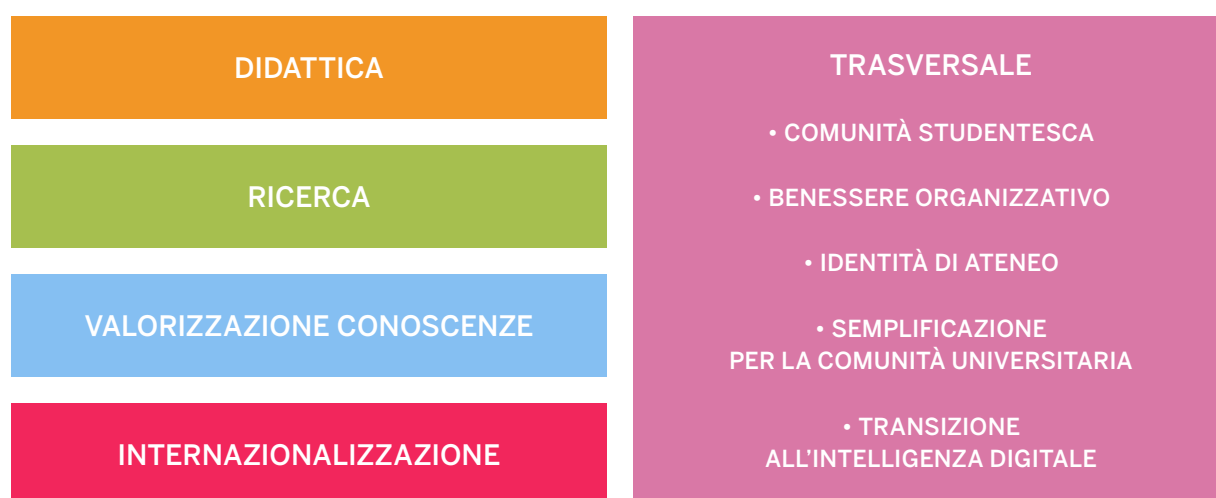 DIDATTICA
RICERCA
VALORIZZAZIONE CONOSCENZE
INTERNAZIONALIZZAZIONE
TRASVERSALE
• COMUNITÀ STUDENTESCA
• BENESSERE ORGANIZZATIVO
• IDENTITÀ DI ATENEO
• SEMPLIFICAZIONE
PER LA COMUNITÀ UNIVERSITARIA
• TRANSIZIONE
ALL’INTELLIGENZA DIGITALE